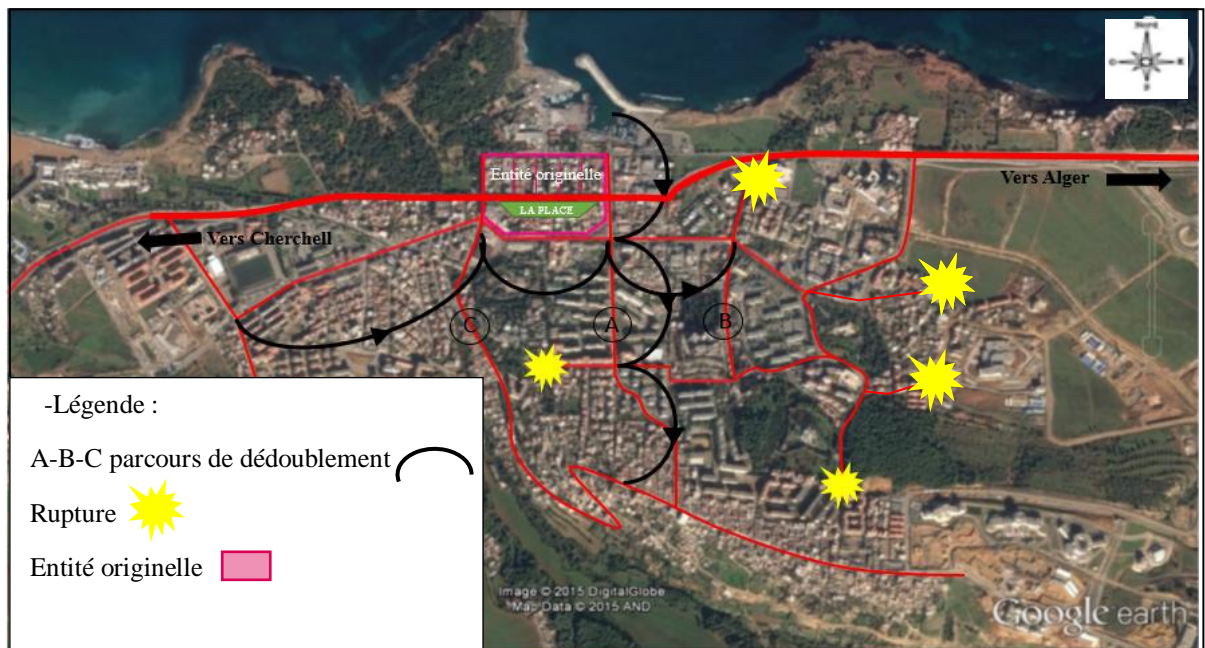 Nord
O
E
S
Entité originelle
LA PLACE
Vers Alger
Vers Cherchell
C
A
B
-Légende :
A-B-C parcours de dédoublement
Rupture
Entité originelle
Image © 2015 DigitalGlobe
Map Data © 2015 AND
Google earth